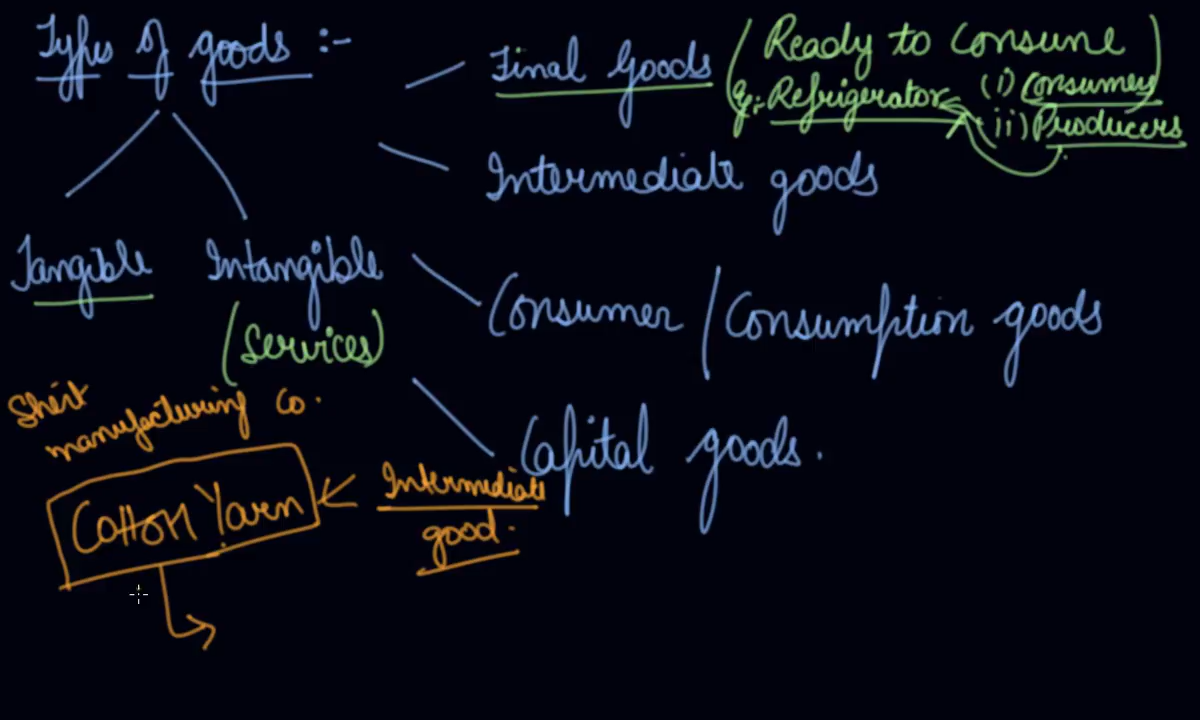 Types of goods :-
Final Goods (Ready to Consume
eg:- Refrigerator (i) Consumers
ii) Producers)
Intermediate goods
Tangible Intangible
(Services)
Consumer / Consumption goods
Shirt
manufacturing Co.
Capital goods.
Cotton Yarn
Intermediate
good.